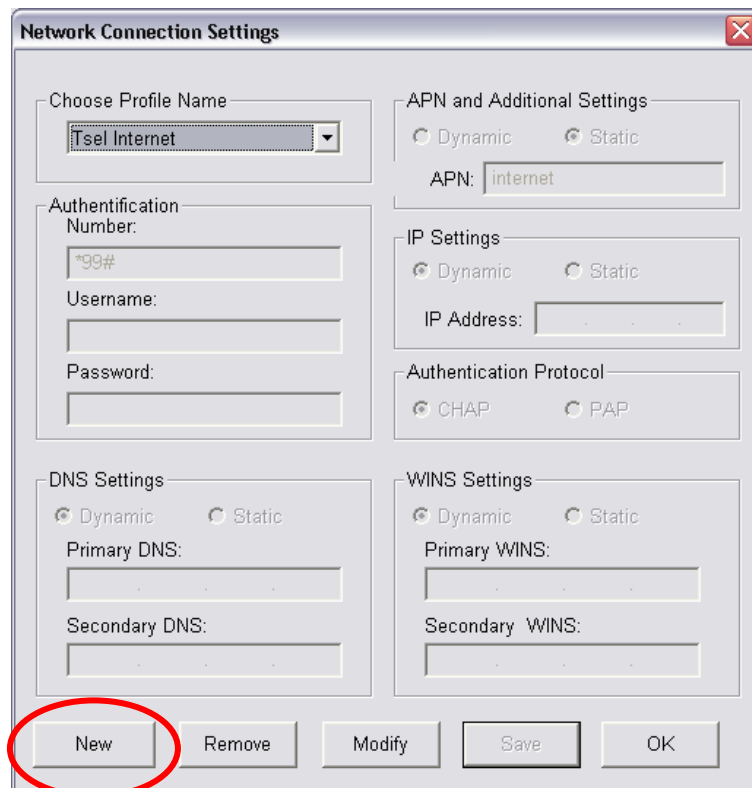 Network Connection Settings
Choose Profile Name
Tsel Internet
Authentification
Number:
*99#
Username:
Password:
APN and Additional Settings
Dynamic Static
APN: internet
IP Settings
Dynamic Static
IP Address: . . .
Authentication Protocol
CHAP PAP
DNS Settings
Dynamic Static
Primary DNS:
. . .
Secondary DNS:
. . .
WINS Settings
Dynamic Static
Primary WINS:
. . .
Secondary WINS:
. . .
New Remove Modify Save OK